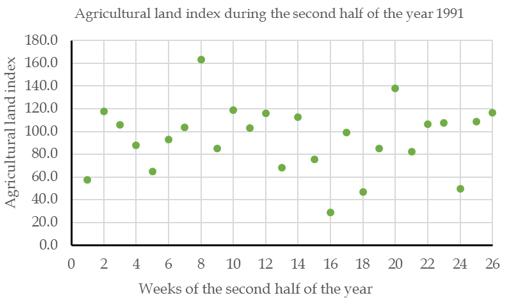 Agricultural land index during the second half of the year 1991
180.0
160.0
140.0
120.0
100.0
80.0
60.0
40.0
20.0
0.0
Agricultural land index
0 2 4 6 8 10 12 14 16 18 20 22 24 26
Weeks of the second half of the year